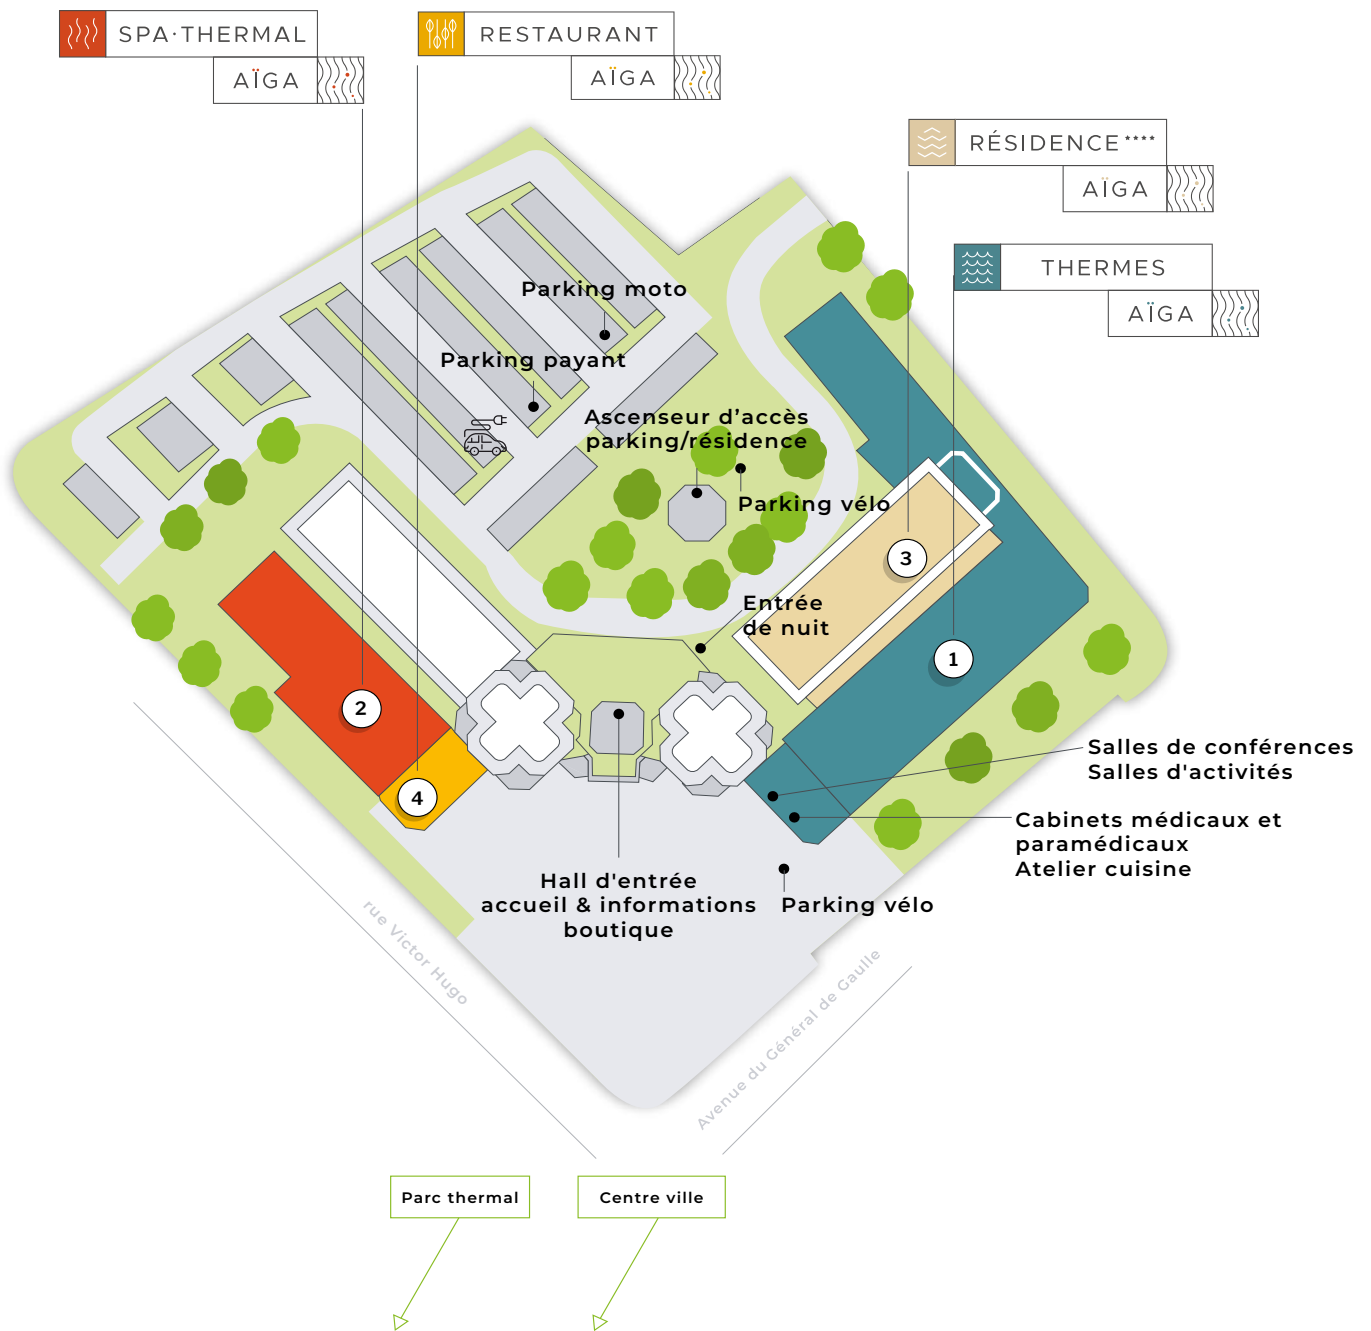 SPA·THERMAL
AÏGA
RESTAURANT
AÏGA
RÉSIDENCE ****
AÏGA
THERMES
AÏGA
Parking moto
Parking payant
Ascenseur d’accès
parking/résidence
Parking vélo
3
Entrée
de nuit
1
2
4
Salles de conférences
Salles d'activités
Cabinets médicaux et
paramédicaux
Atelier cuisine
Hall d'entrée
accueil & informations
boutique
Parking vélo
rue Victor Hugo
Avenue du Général de Gaulle
Parc thermal
Centre ville